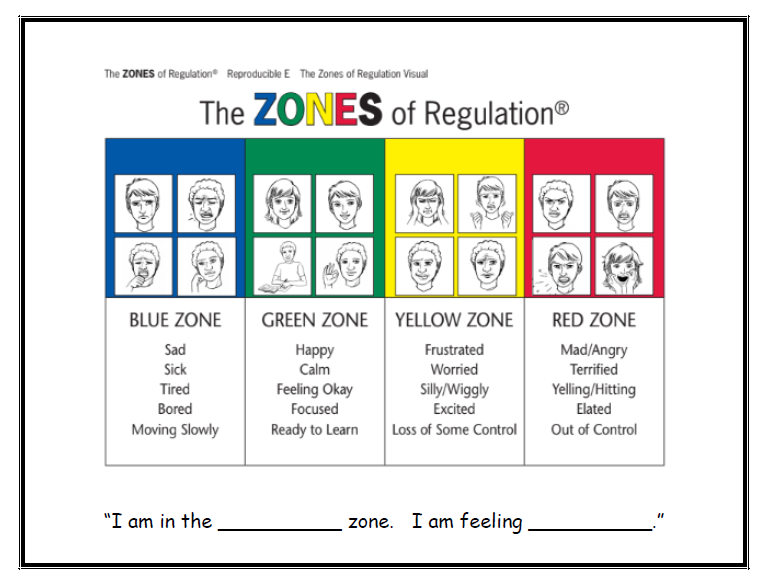 The ZONES of Regulation® Reproducible E The Zones of Regulation Visual
The ZONES of Regulation®
BLUE ZONE
Sad
Sick
Tired
Bored
Moving Slowly
GREEN ZONE
Happy
Calm
Feeling Okay
Focused
Ready to Learn
YELLOW ZONE
Frustrated
Worried
Silly/Wiggly
Excited
Loss of Some Control
RED ZONE
Mad/Angry
Terrified
Yelling/Hitting
Elated
Out of Control
“I am in the ___________ zone. I am feeling ___________.”